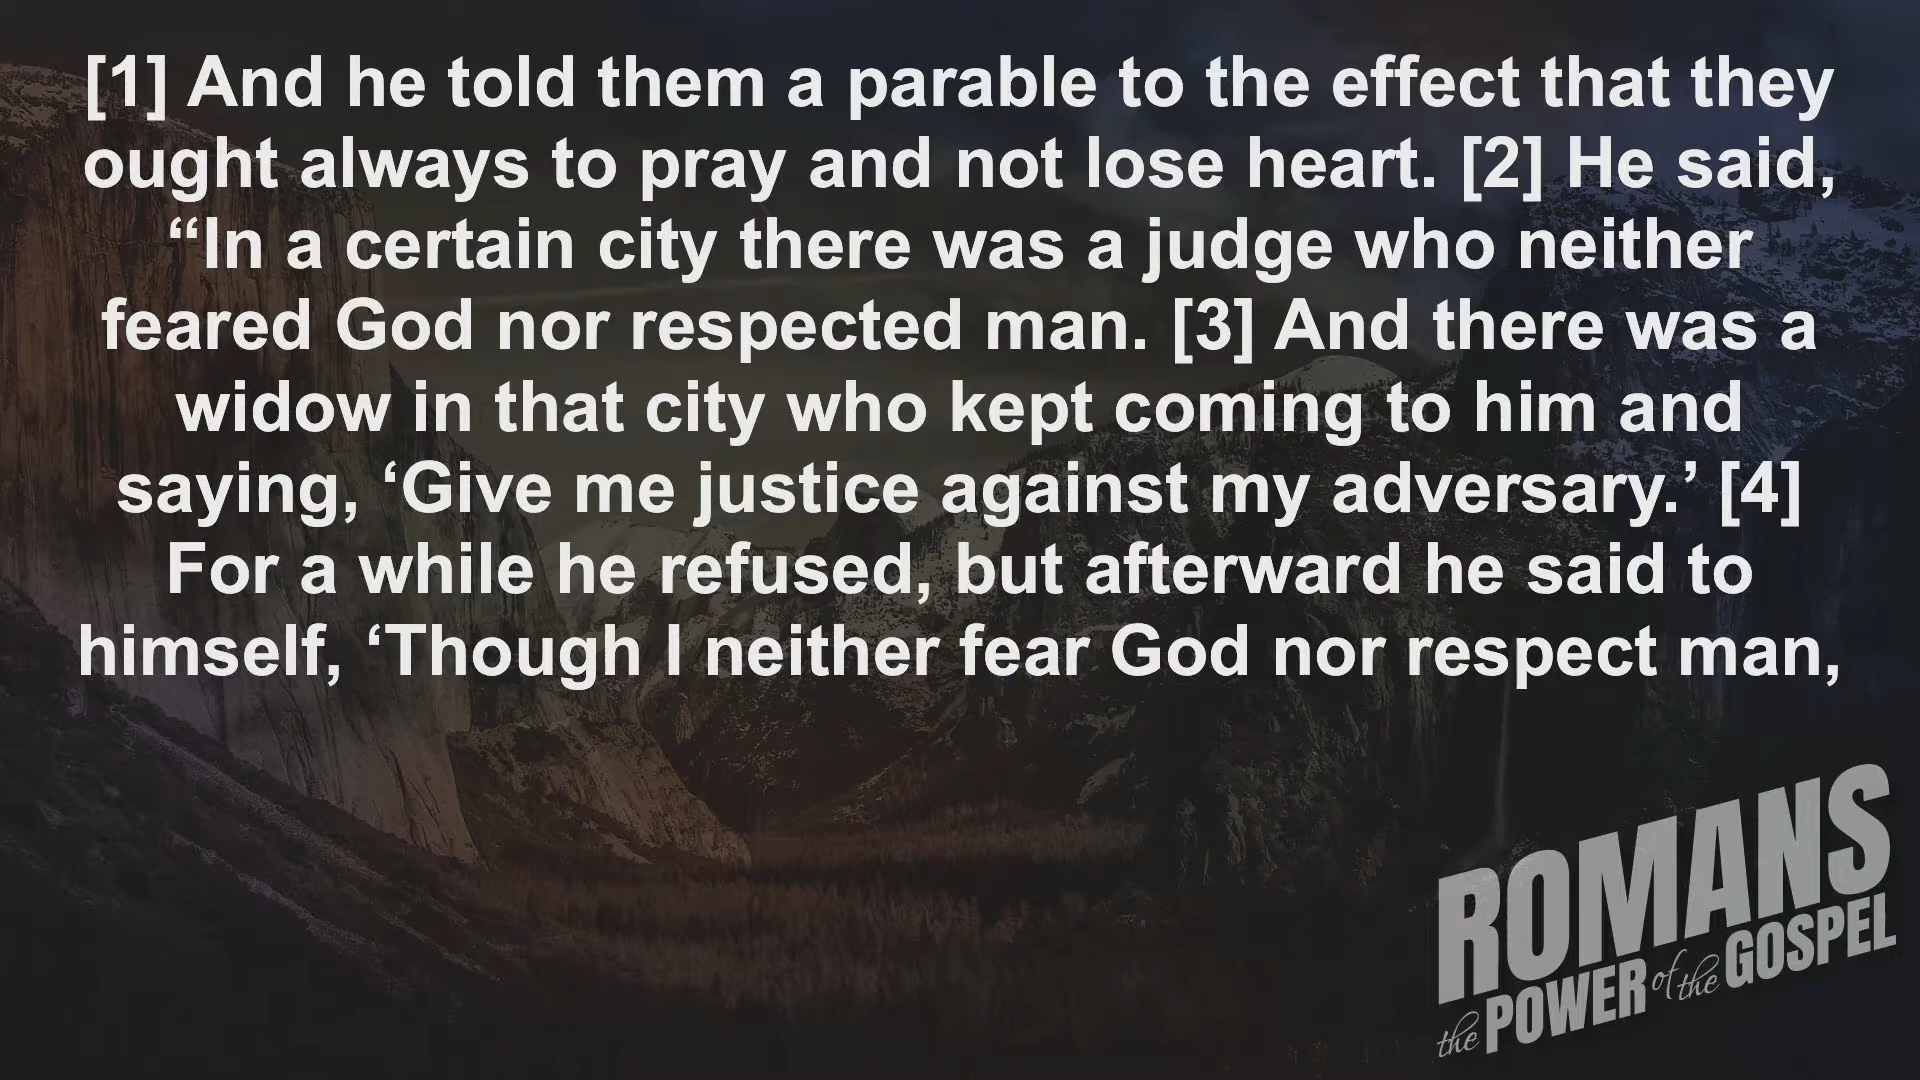 [1] And he told them a parable to the effect that they
ought always to pray and not lose heart. [2] He said,
“In a certain city there was a judge who neither
feared God nor respected man. [3] And there was a
widow in that city who kept coming to him and
saying, ‘Give me justice against my adversary.’ [4]
For a while he refused, but afterward he said to
himself, ‘Though I neither fear God nor respect man,
ROMANS
the POWER of the GOSPEL